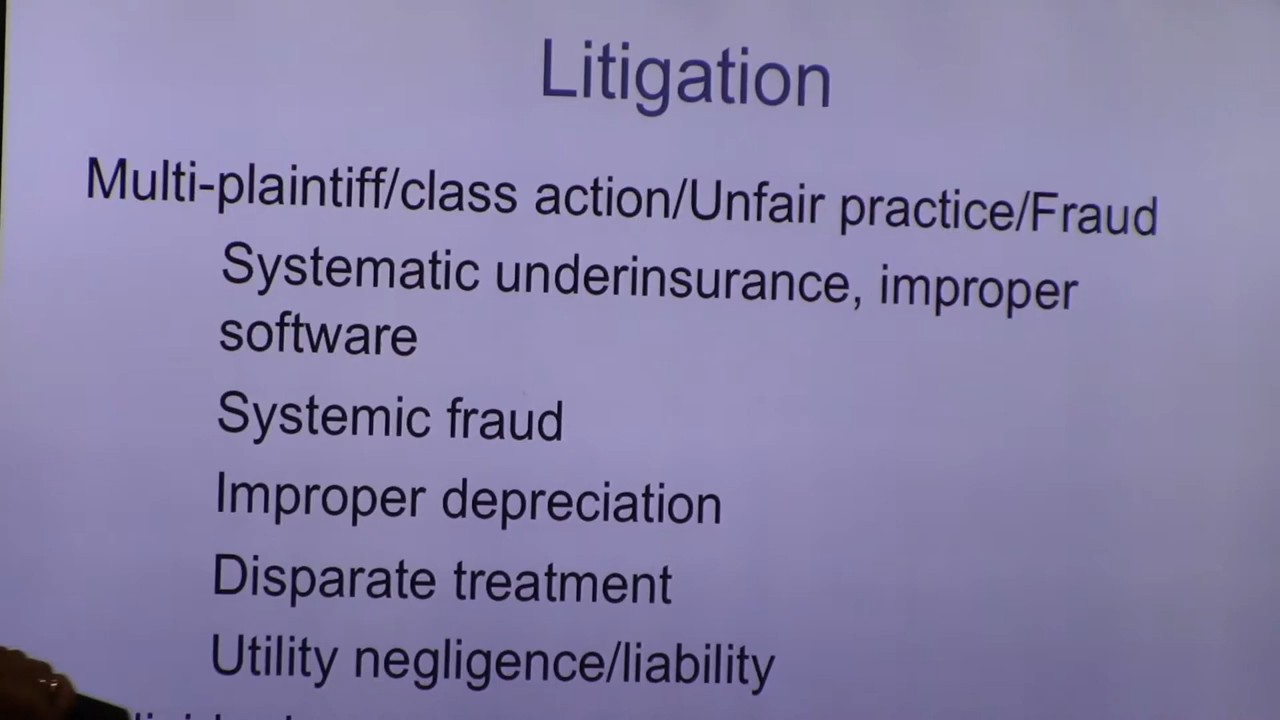 Litigation
Multi-plaintiff/class action/Unfair practice/Fraud
Systematic underinsurance, improper
software
Systemic fraud
Improper depreciation
Disparate treatment
Utility negligence/liability